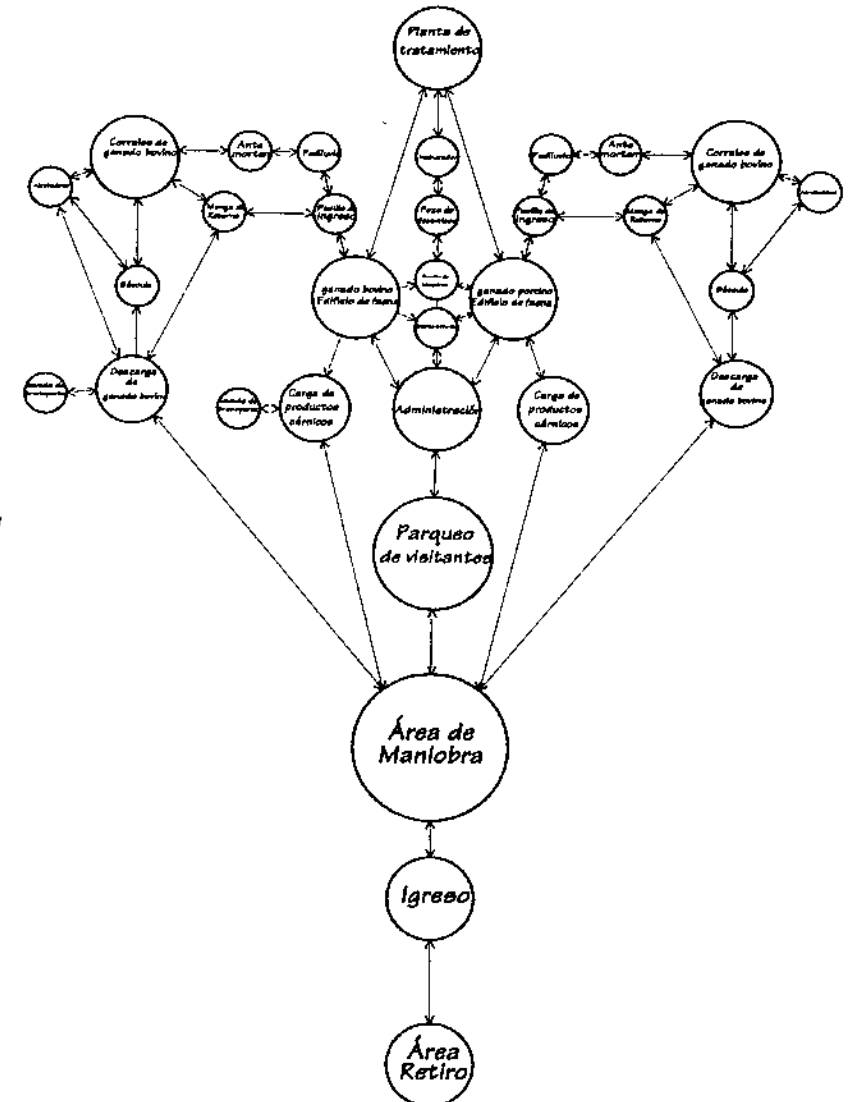 Planta de
tratamiento
Corrales de
ganado bovino
Ante
morten
Pediluvio
Pediluvio
Ante
morten
Corrales de
ganado bovino
Manga de
Retorno
Pasillo de
ingreso
Pasillo de
ingreso
Manga de
Retorno
Báscula
ganado bovino
Edificio de faena
ganado porcino
Edificio de faena
Báscula
Descarga
de
ganado bovino
Carga de
productos
cárnicos
Administración
Carga de
productos
cárnicos
Descarga
de
ganado bovino
Parqueo
de visitantes
Área de
Maniobra
Igreso
Área
Retiro